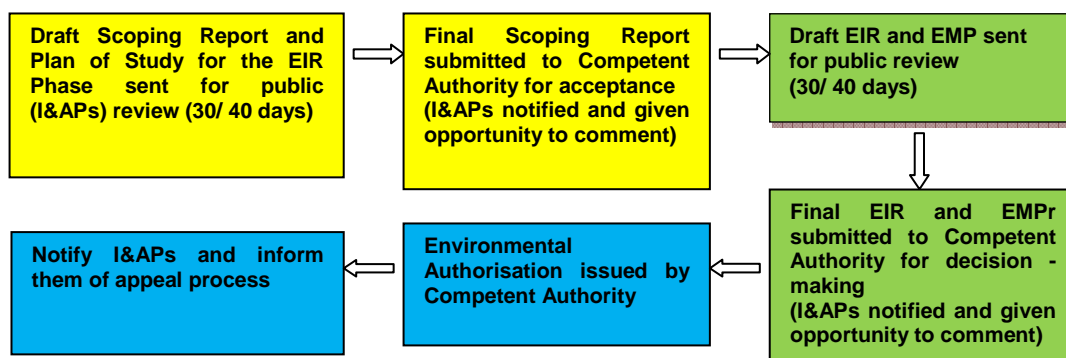 Draft Scoping Report and
Plan of Study for the EIR
Phase sent for public
(I&APs) review (30/ 40 days)
Final Scoping Report
submitted to Competent
Authority for acceptance
(I&APs notified and given
opportunity to comment)
Draft EIR and EMP sent
for public review
(30/ 40 days)
Final EIR and EMPr
submitted to Competent
Authority for decision -
making
(I&APs notified and given
opportunity to comment)
Environmental
Authorisation issued by
Competent Authority
Notify I&APs and inform
them of appeal process